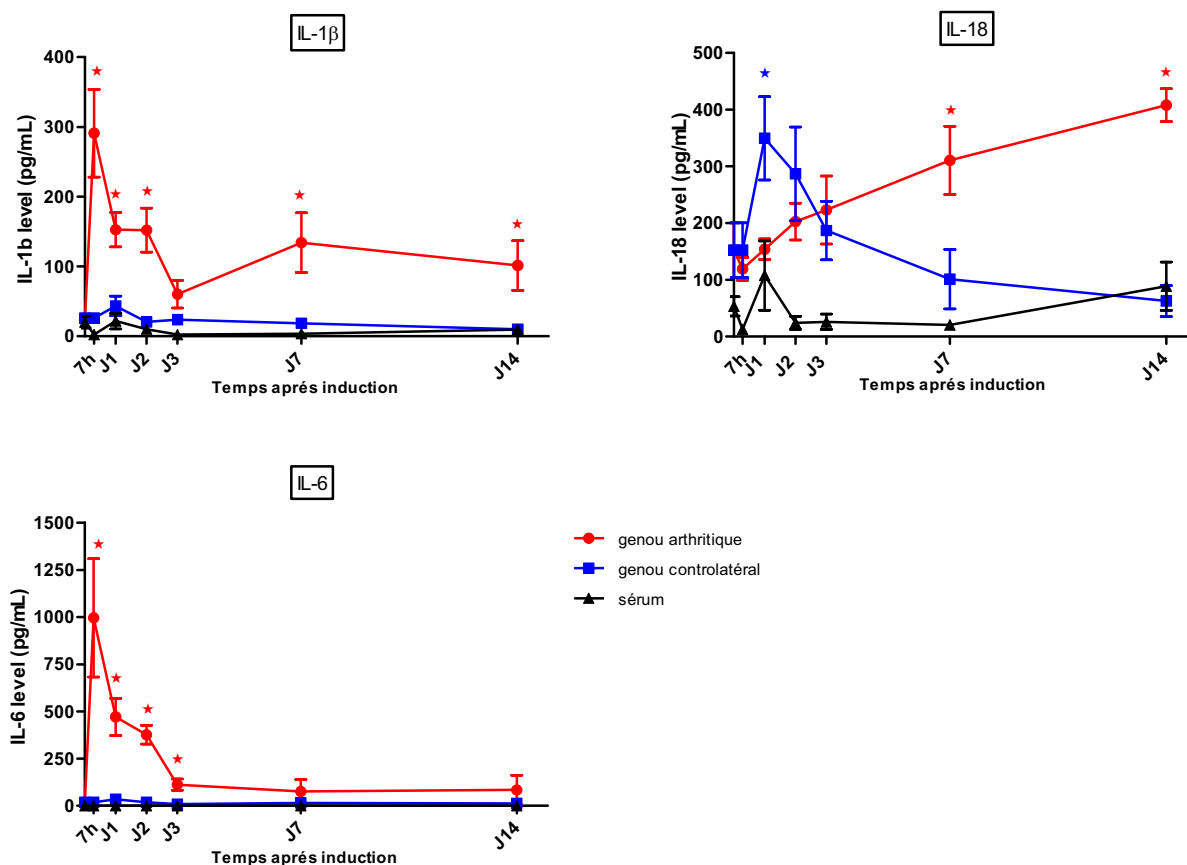 IL-1β
400
300
200
100
0
IL-1b level (pg/mL)
7h J1 J2 J3 J7 J14
Temps aprés induction
IL-18
500
400
300
200
100
0
IL-18 level (pg/mL)
7h J1 J2 J3 J7 J14
Temps aprés induction
IL-6
1500
1250
1000
750
500
250
0
IL-6 level (pg/mL)
7h J1 J2 J3 J7 J14
Temps aprés induction
genou arthritique
genou controlatéral
sérum